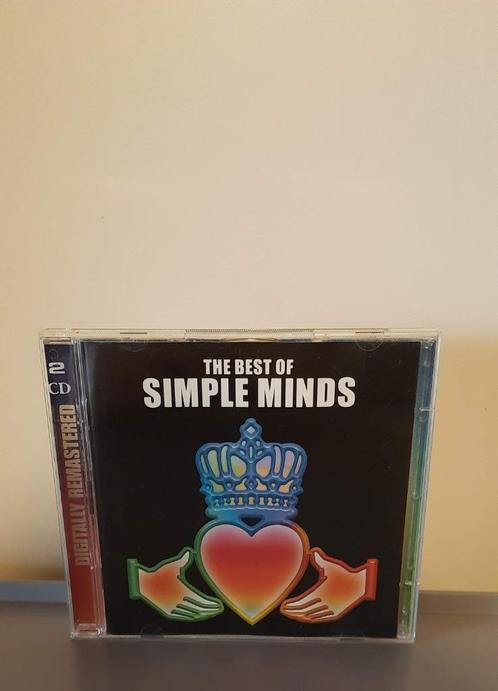 2
CD
DIGITALLY REMASTERED
THE BEST OF
SIMPLE MINDS